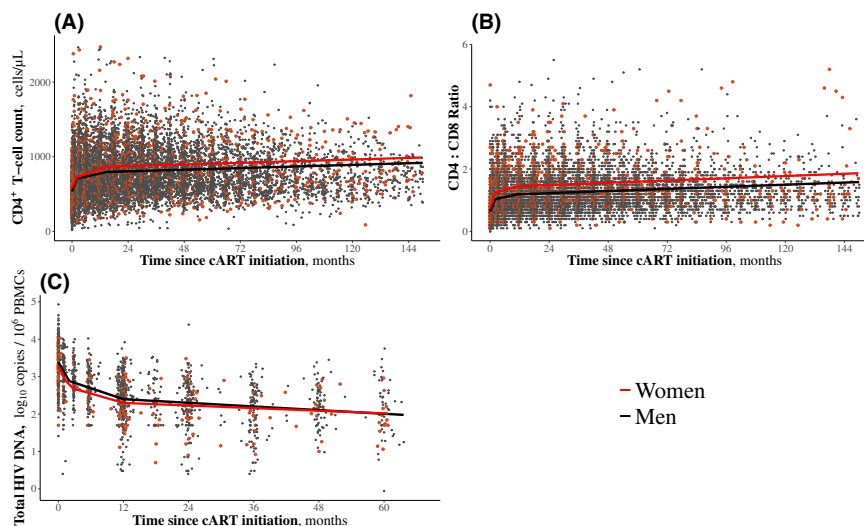 (A)
CD4⁺ T−cell count, cells/μL
2000
1000
0
0 24 48 72 96 120 144
Time since cART initiation, months
(B)
CD4 : CD8 Ratio
6
4
2
0
0 24 48 72 96 120 144
Time since cART initiation, months
(C)
Total HIV DNA, log₁₀ copies / 10⁶ PBMCs
5
4
3
2
1
0
0 12 24 36 48 60
Time since cART initiation, months
Women
Men